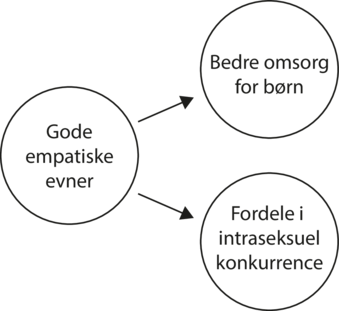 Gode
empatiske
evner
Bedre omsorg
for børn
Fordele i
intraseksuel
konkurrence